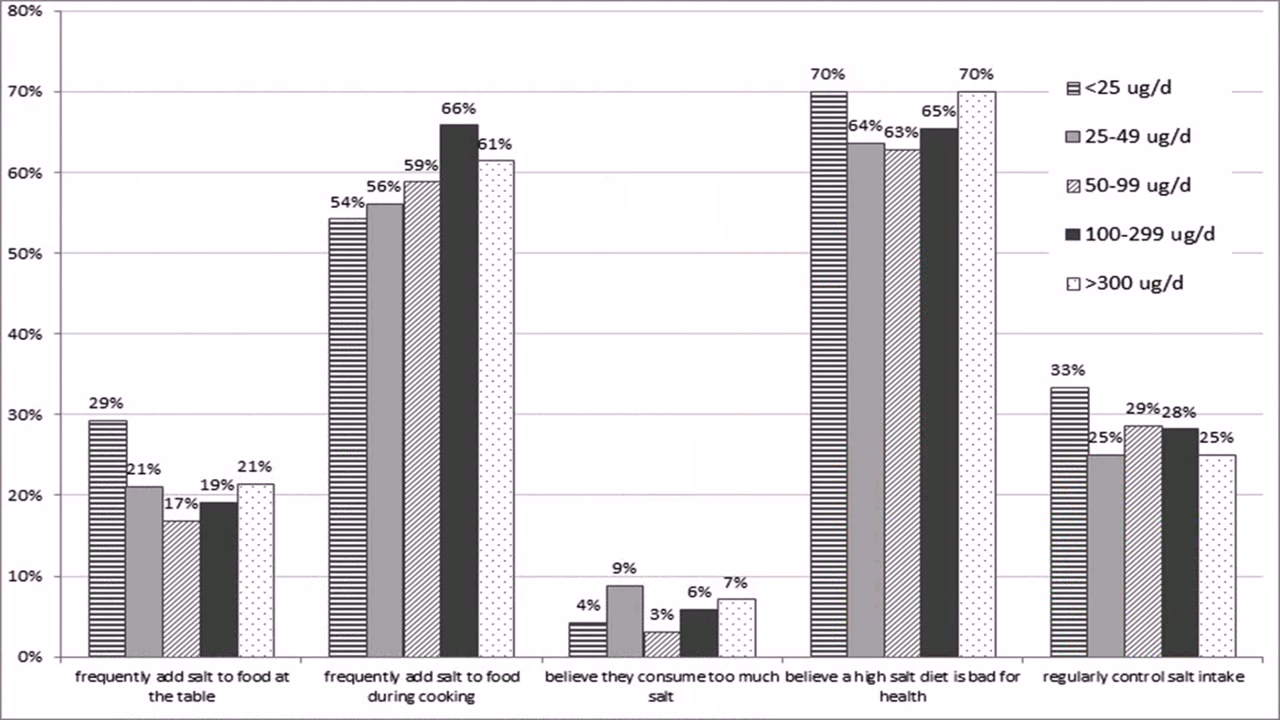 80%
70%
60%
50%
40%
30%
20%
10%
0%
29%
21%
17%
19%
21%
54%
56%
59%
66%
61%
4%
9%
3%
6%
7%
70%
64%
63%
65%
70%
33%
25%
29%
28%
25%
<25 ug/d
25-49 ug/d
50-99 ug/d
100-299 ug/d
>300 ug/d
frequently add salt to food at
the table
frequently add salt to food
during cooking
believe they consume too much
salt
believe a high salt diet is bad for
health
regularly control salt intake